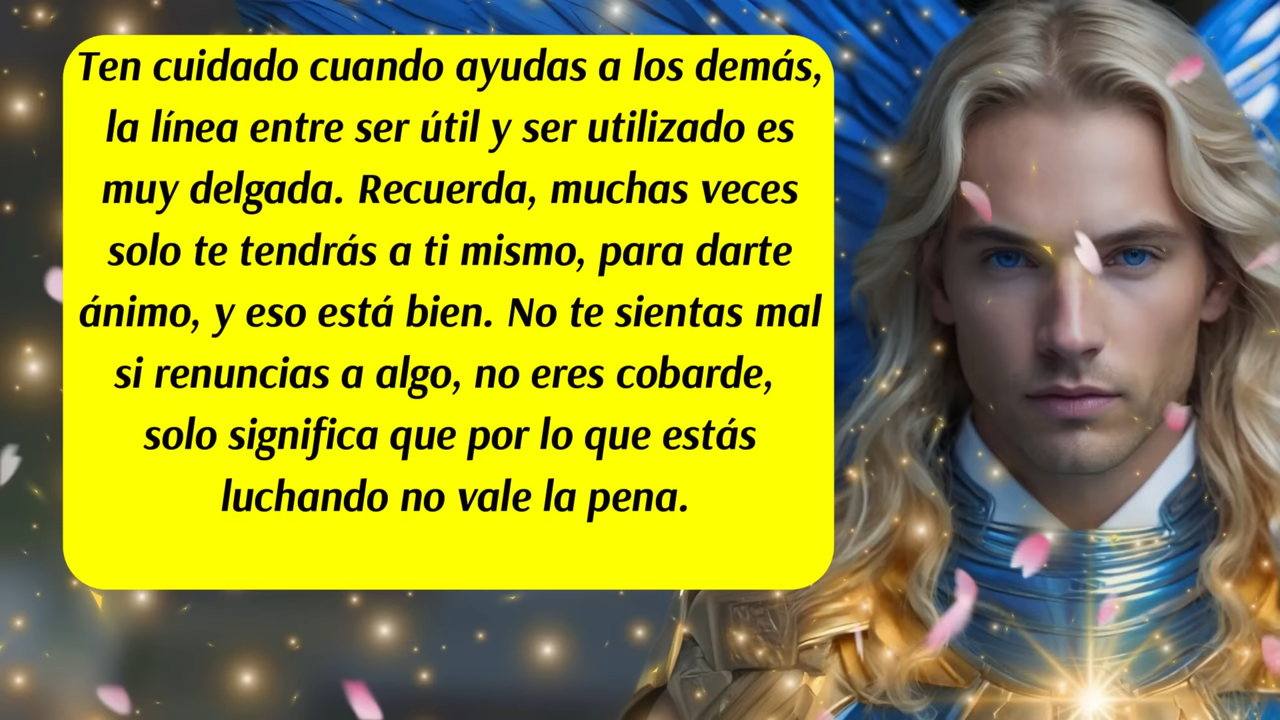 Ten cuidado cuando ayudas a los demás,
la línea entre ser útil y ser utilizado es
muy delgada. Recuerda, muchas veces
solo te tendrás a ti mismo, para darte
ánimo, y eso está bien. No te sientas mal
si renuncias a algo, no eres cobarde,
solo significa que por lo que estás
luchando no vale la pena.